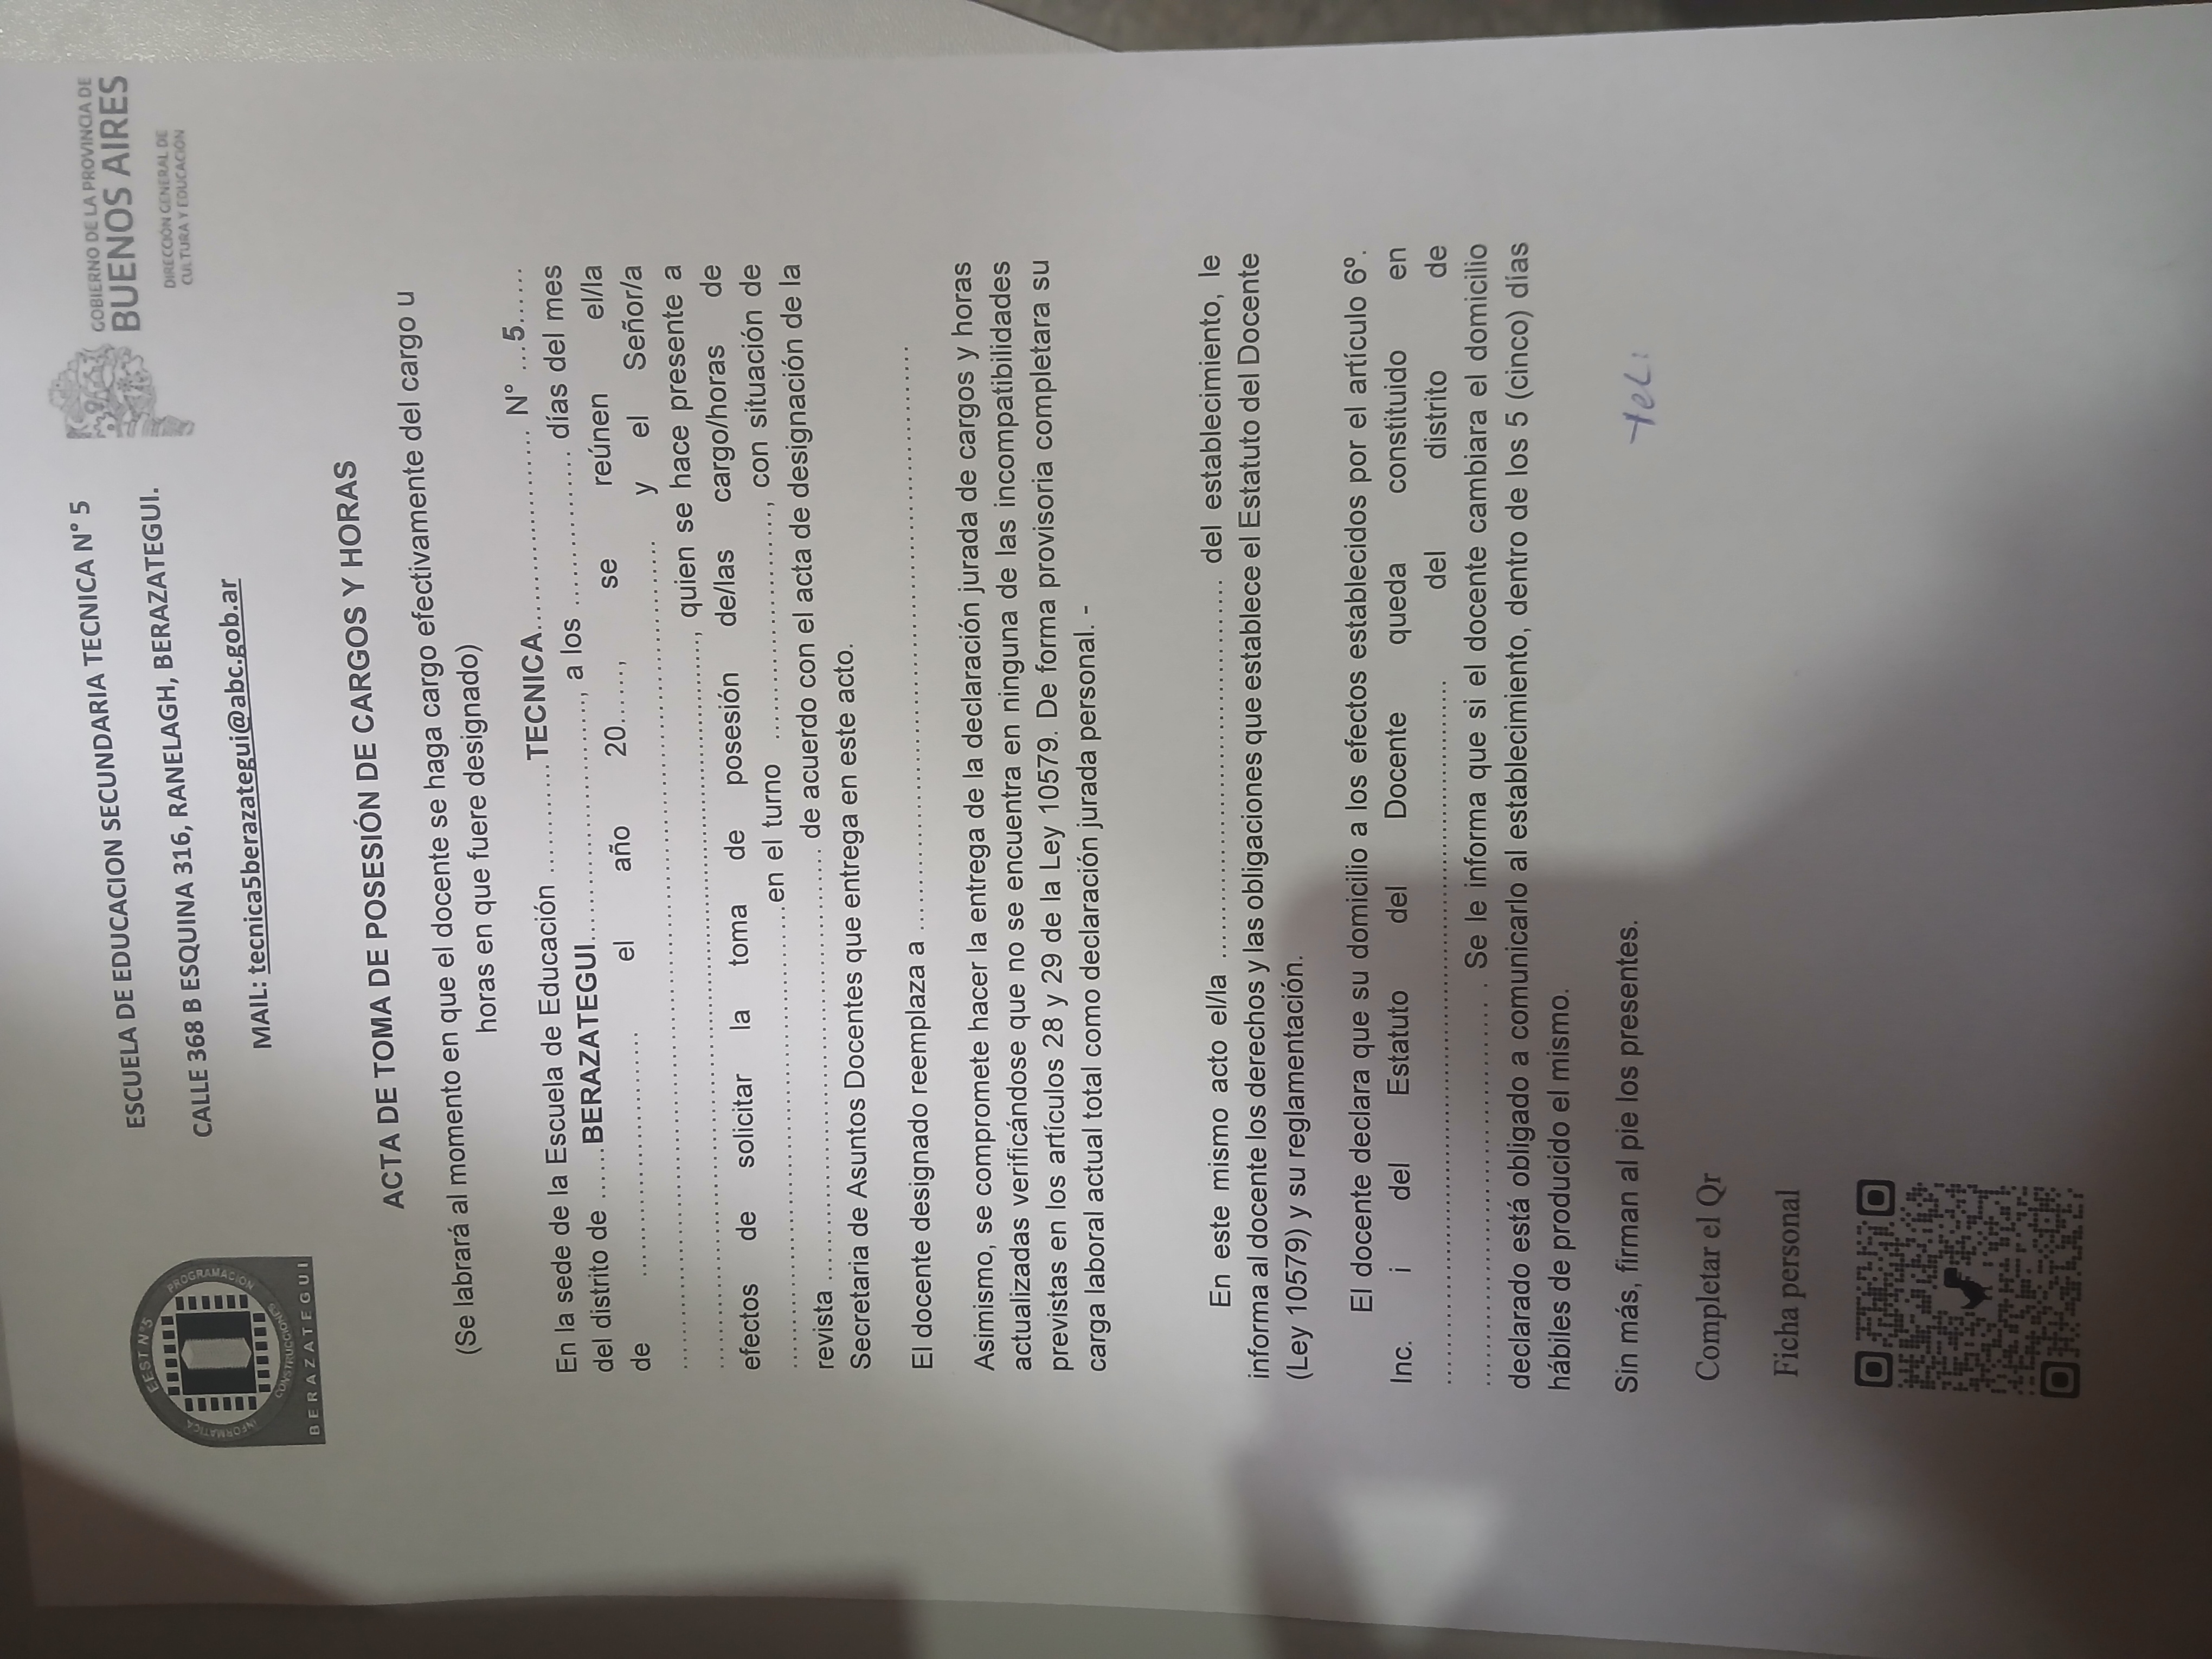 EEST N°5
INFORMATICA
PROGRAMACION
CONSTRUCCIONES
BERAZATEGUI
ESCUELA DE EDUCACION SECUNDARIA TECNICA N° 5
CALLE 368 B ESQUINA 316, RANELAGH, BERAZATEGUI.
MAIL: tecnica5berazategui@abc.gob.ar
GOBIERNO DE LA PROVINCIA DE
BUENOS AIRES
DIRECCIÓN GENERAL DE
CULTURA Y EDUCACIÓN
ACTA DE TOMA DE POSESIÓN DE CARGOS Y HORAS
(Se labrará al momento en que el docente se haga cargo efectivamente del cargo u
horas en que fuere designado)
En la sede de la Escuela de Educación ............TECNICA...................... N° ...5......
del distrito de ......BERAZATEGUI.........................., a los ................. días del mes
de ........................... el año 20......, se reúnen el/la
.......................................................................................... y el Señor/a
................................................................................, quien se hace presente a
efectos de solicitar la toma de posesión de/las cargo/horas de
..................................................en el turno ........................., con situación de
revista ............................................... de acuerdo con el acta de designación de la
Secretaria de Asuntos Docentes que entrega en este acto.
El docente designado reemplaza a ...............................................................
Asimismo, se compromete hacer la entrega de la declaración jurada de cargos y horas
actualizadas verificándose que no se encuentra en ninguna de las incompatibilidades
previstas en los artículos 28 y 29 de la Ley 10579. De forma provisoria completara su
carga laboral actual total como declaración jurada personal. -
En este mismo acto el/la ......................................... del establecimiento, le
informa al docente los derechos y las obligaciones que establece el Estatuto del Docente
(Ley 10579) y su reglamentación.
El docente declara que su domicilio a los efectos establecidos por el artículo 6º.
Inc. i del Estatuto del Docente queda constituido en
............................................................................. del distrito de
.......................................... . Se le informa que si el docente cambiara el domicilio
declarado está obligado a comunicarlo al establecimiento, dentro de los 5 (cinco) días
hábiles de producido el mismo.
Sin más, firman al pie los presentes.
tel:
Completar el Qr
Ficha personal